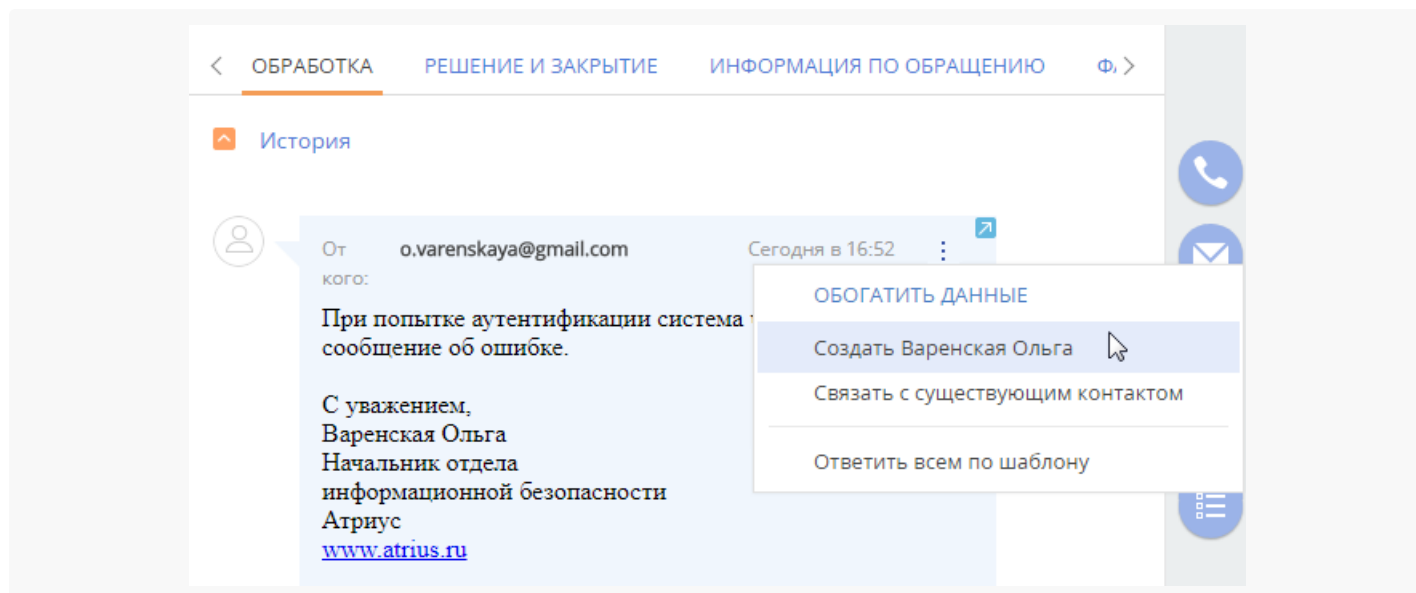 ОБРАБОТКА РЕШЕНИЕ И ЗАКРЫТИЕ ИНФОРМАЦИЯ ПО ОБРАЩЕНИЮ
История
От кого: o.varenskaya@gmail.com Сегодня в 16:52
При попытке аутентификации система
сообщение об ошибке.
С уважением,
Варенская Ольга
Начальник отдела
информационной безопасности
Атриус
www.atrius.ru
ОБОГАТИТЬ ДАННЫЕ
Создать Варенская Ольга
Связать с существующим контактом
Ответить всем по шаблону